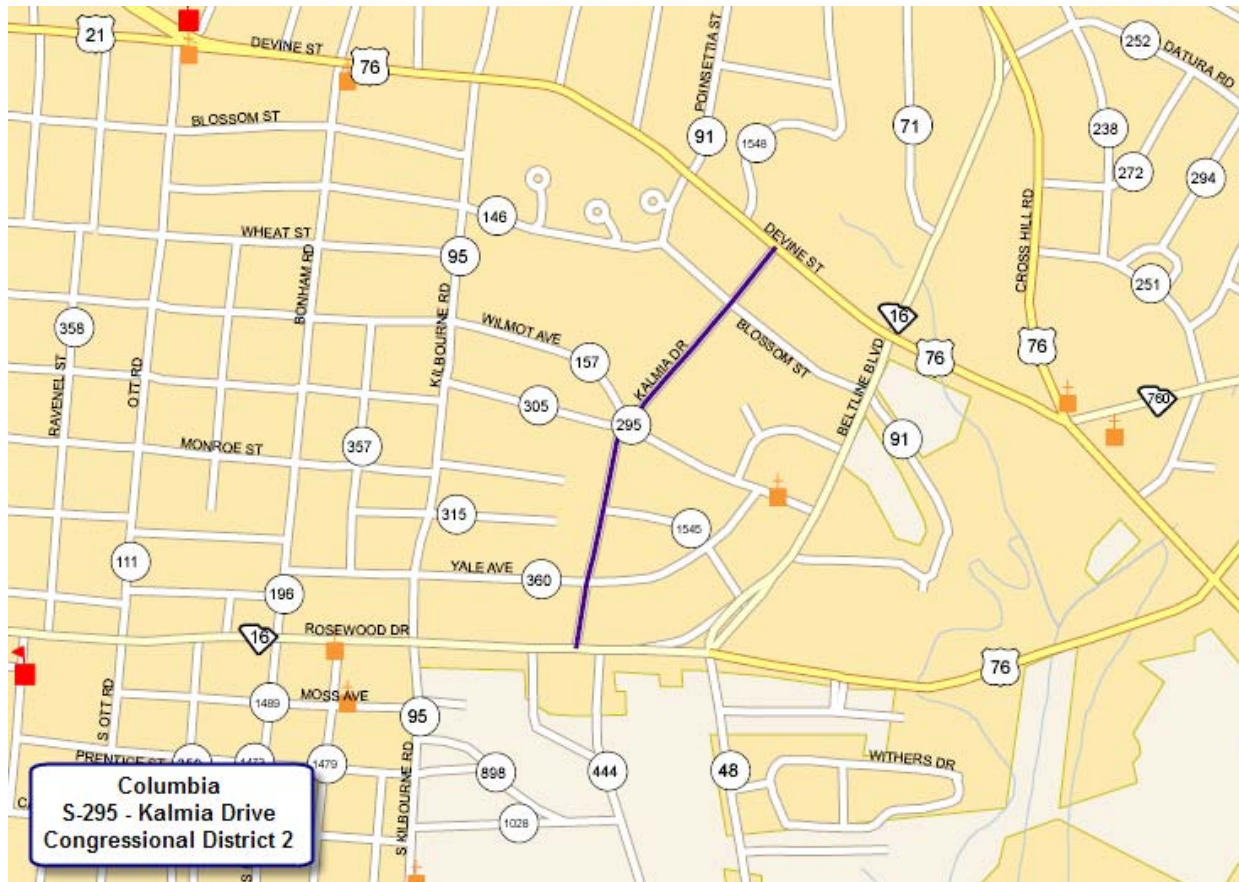 21
DEVINE ST
76
BLOSSOM ST
POINSETTIA ST
91
1548
71
252
DATURA RD
238
272
294
146
WHEAT ST
95
BONHAM RD
DEVINE ST
CROSS HILL RD
251
358
KILBOURNE RD
WILMOT AVE
157
KALMIA DR
BLOSSOM ST
16
76
76
RAVENEL ST
OTT RD
305
295
BELTLINE BLVD
760
MONROE ST
357
91
315
1545
111
YALE AVE
360
196
16
ROSEWOOD DR
76
S OTT RD
1489
MOSS AVE
95
PRENTICE ST
1479
S KILBOURNE RD
898
444
48
WITHERS DR
1028
Columbia
S-295 - Kalmia Drive
Congressional District 2